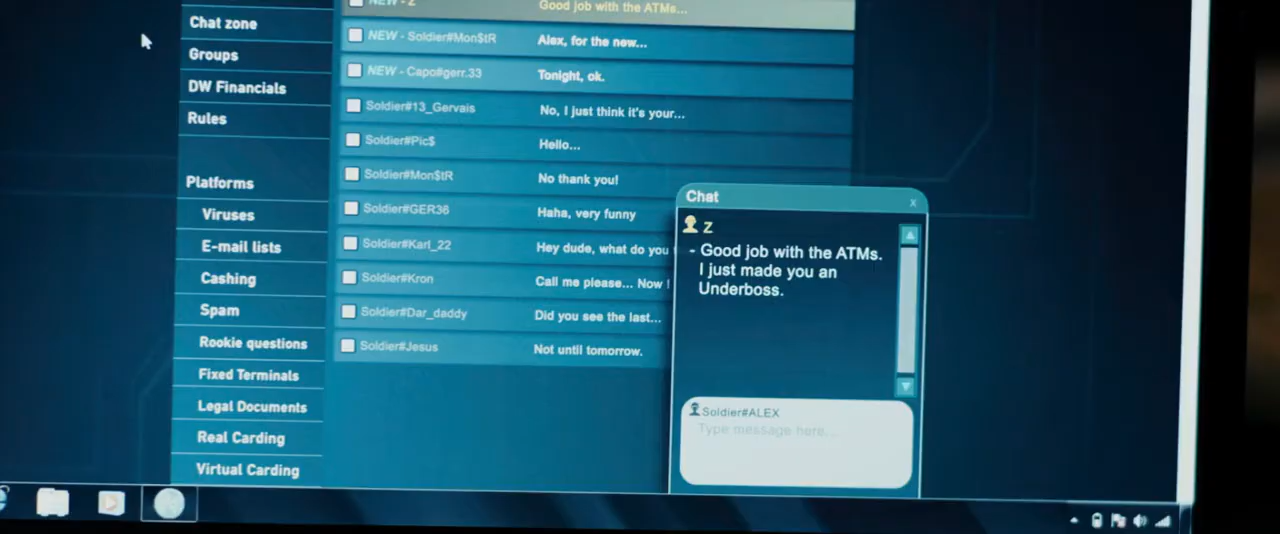 Chat zone
Groups
DW Financials
Rules
Platforms
Viruses
E-mail lists
Cashing
Spam
Rookie questions
Fixed Terminals
Legal Documents
Real Carding
Virtual Carding
NEW - Z Good job with the ATMs...
NEW - Soldier#Mon$tR Alex, for the new...
NEW - Capo#gerr.33 Tonight, ok.
Soldier#13_Gervais No, I just think it's your...
Soldier#Pic$ Hello...
Soldier#Mon$tR No thank you!
Soldier#GER36 Haha, very funny
Soldier#Karl_22 Hey dude, what do you
Soldier#Kron Call me please... Now !
Soldier#Dar_daddy Did you see the last...
Soldier#Jesus Not until tomorrow.
Chat x
Z
- Good job with the ATMs.
I just made you an
Underboss.
Soldier#ALEX
Type message here...